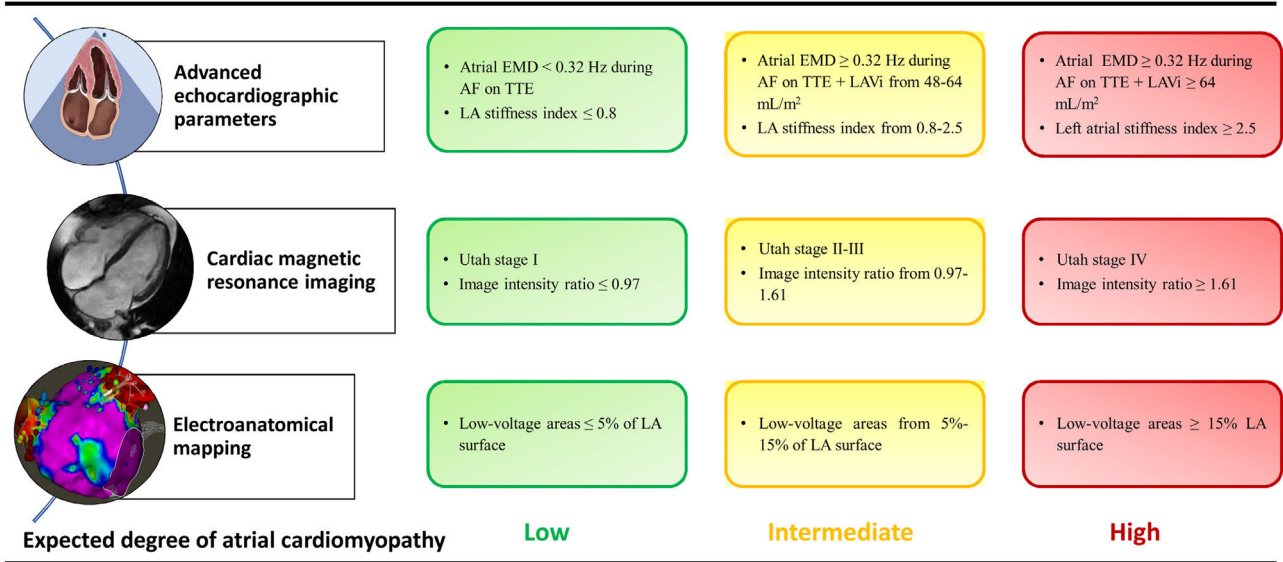 Advanced
echocardiographic
parameters
• Atrial EMD < 0.32 Hz during
AF on TTE
• LA stiffness index ≤ 0.8
• Atrial EMD ≥ 0.32 Hz during
AF on TTE + LAVi from 48-64
mL/m²
• LA stiffness index from 0.8-2.5
• Atrial EMD ≥ 0.32 Hz during
AF on TTE + LAVi ≥ 64
mL/m²
• Left atrial stiffness index ≥ 2.5
Cardiac magnetic
resonance imaging
• Utah stage I
• Image intensity ratio ≤ 0.97
• Utah stage II-III
• Image intensity ratio from 0.97-
1.61
• Utah stage IV
• Image intensity ratio ≥ 1.61
Electroanatomical
mapping
• Low-voltage areas ≤ 5% of LA
surface
• Low-voltage areas from 5%-
15% of LA surface
• Low-voltage areas ≥ 15% LA
surface
Expected degree of atrial cardiomyopathy
Low
Intermediate
High